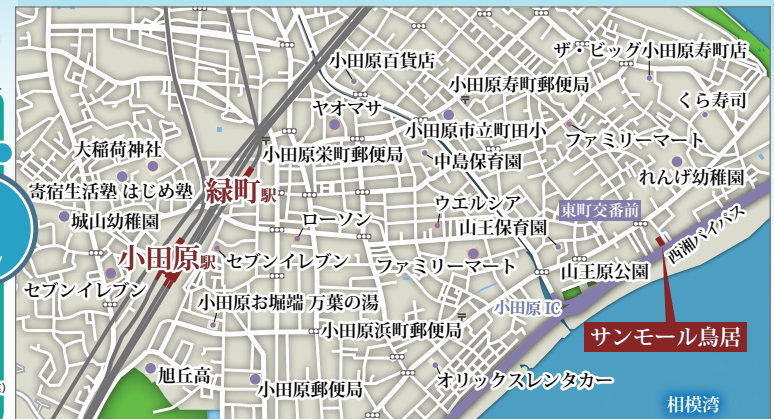 小田原百貨店
ザ・ビッグ小田原寿町店
小田原寿町郵便局
くら寿司
ヤオマサ
小田原市立町田小
ファミリーマート
大稲荷神社
小田原栄町郵便局
中島保育園
れんげ幼稚園
寄宿生活塾 はじめ塾
緑町駅
ウエルシア
東町交番前
城山幼稚園
ローソン
山王保育園
西湘バイパス
小田原駅
セブンイレブン
ファミリーマート
山王原公園
セブンイレブン
小田原お堀端 万葉の湯
小田原IC
小田原浜町郵便局
サンモール鳥居
旭丘高
小田原郵便局
オリックスレンタカー
相模湾